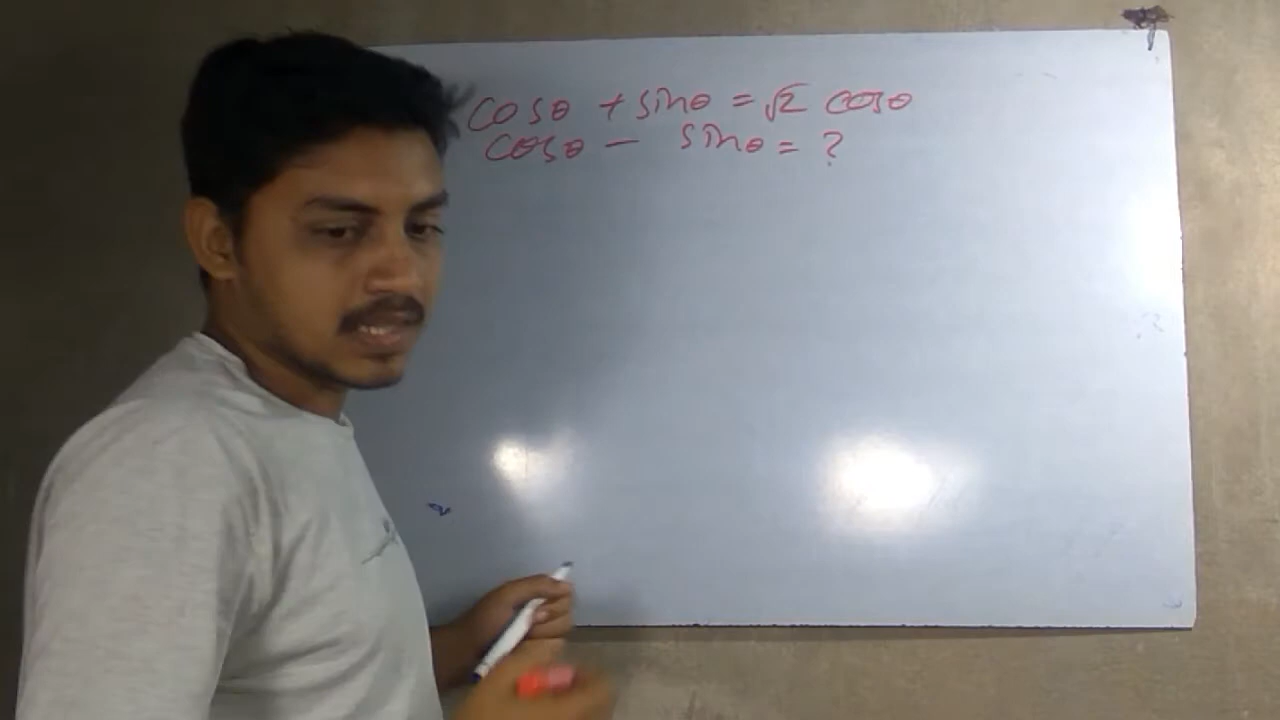 cosθ + sinθ = √2 cosθ
cosθ - sinθ = ?